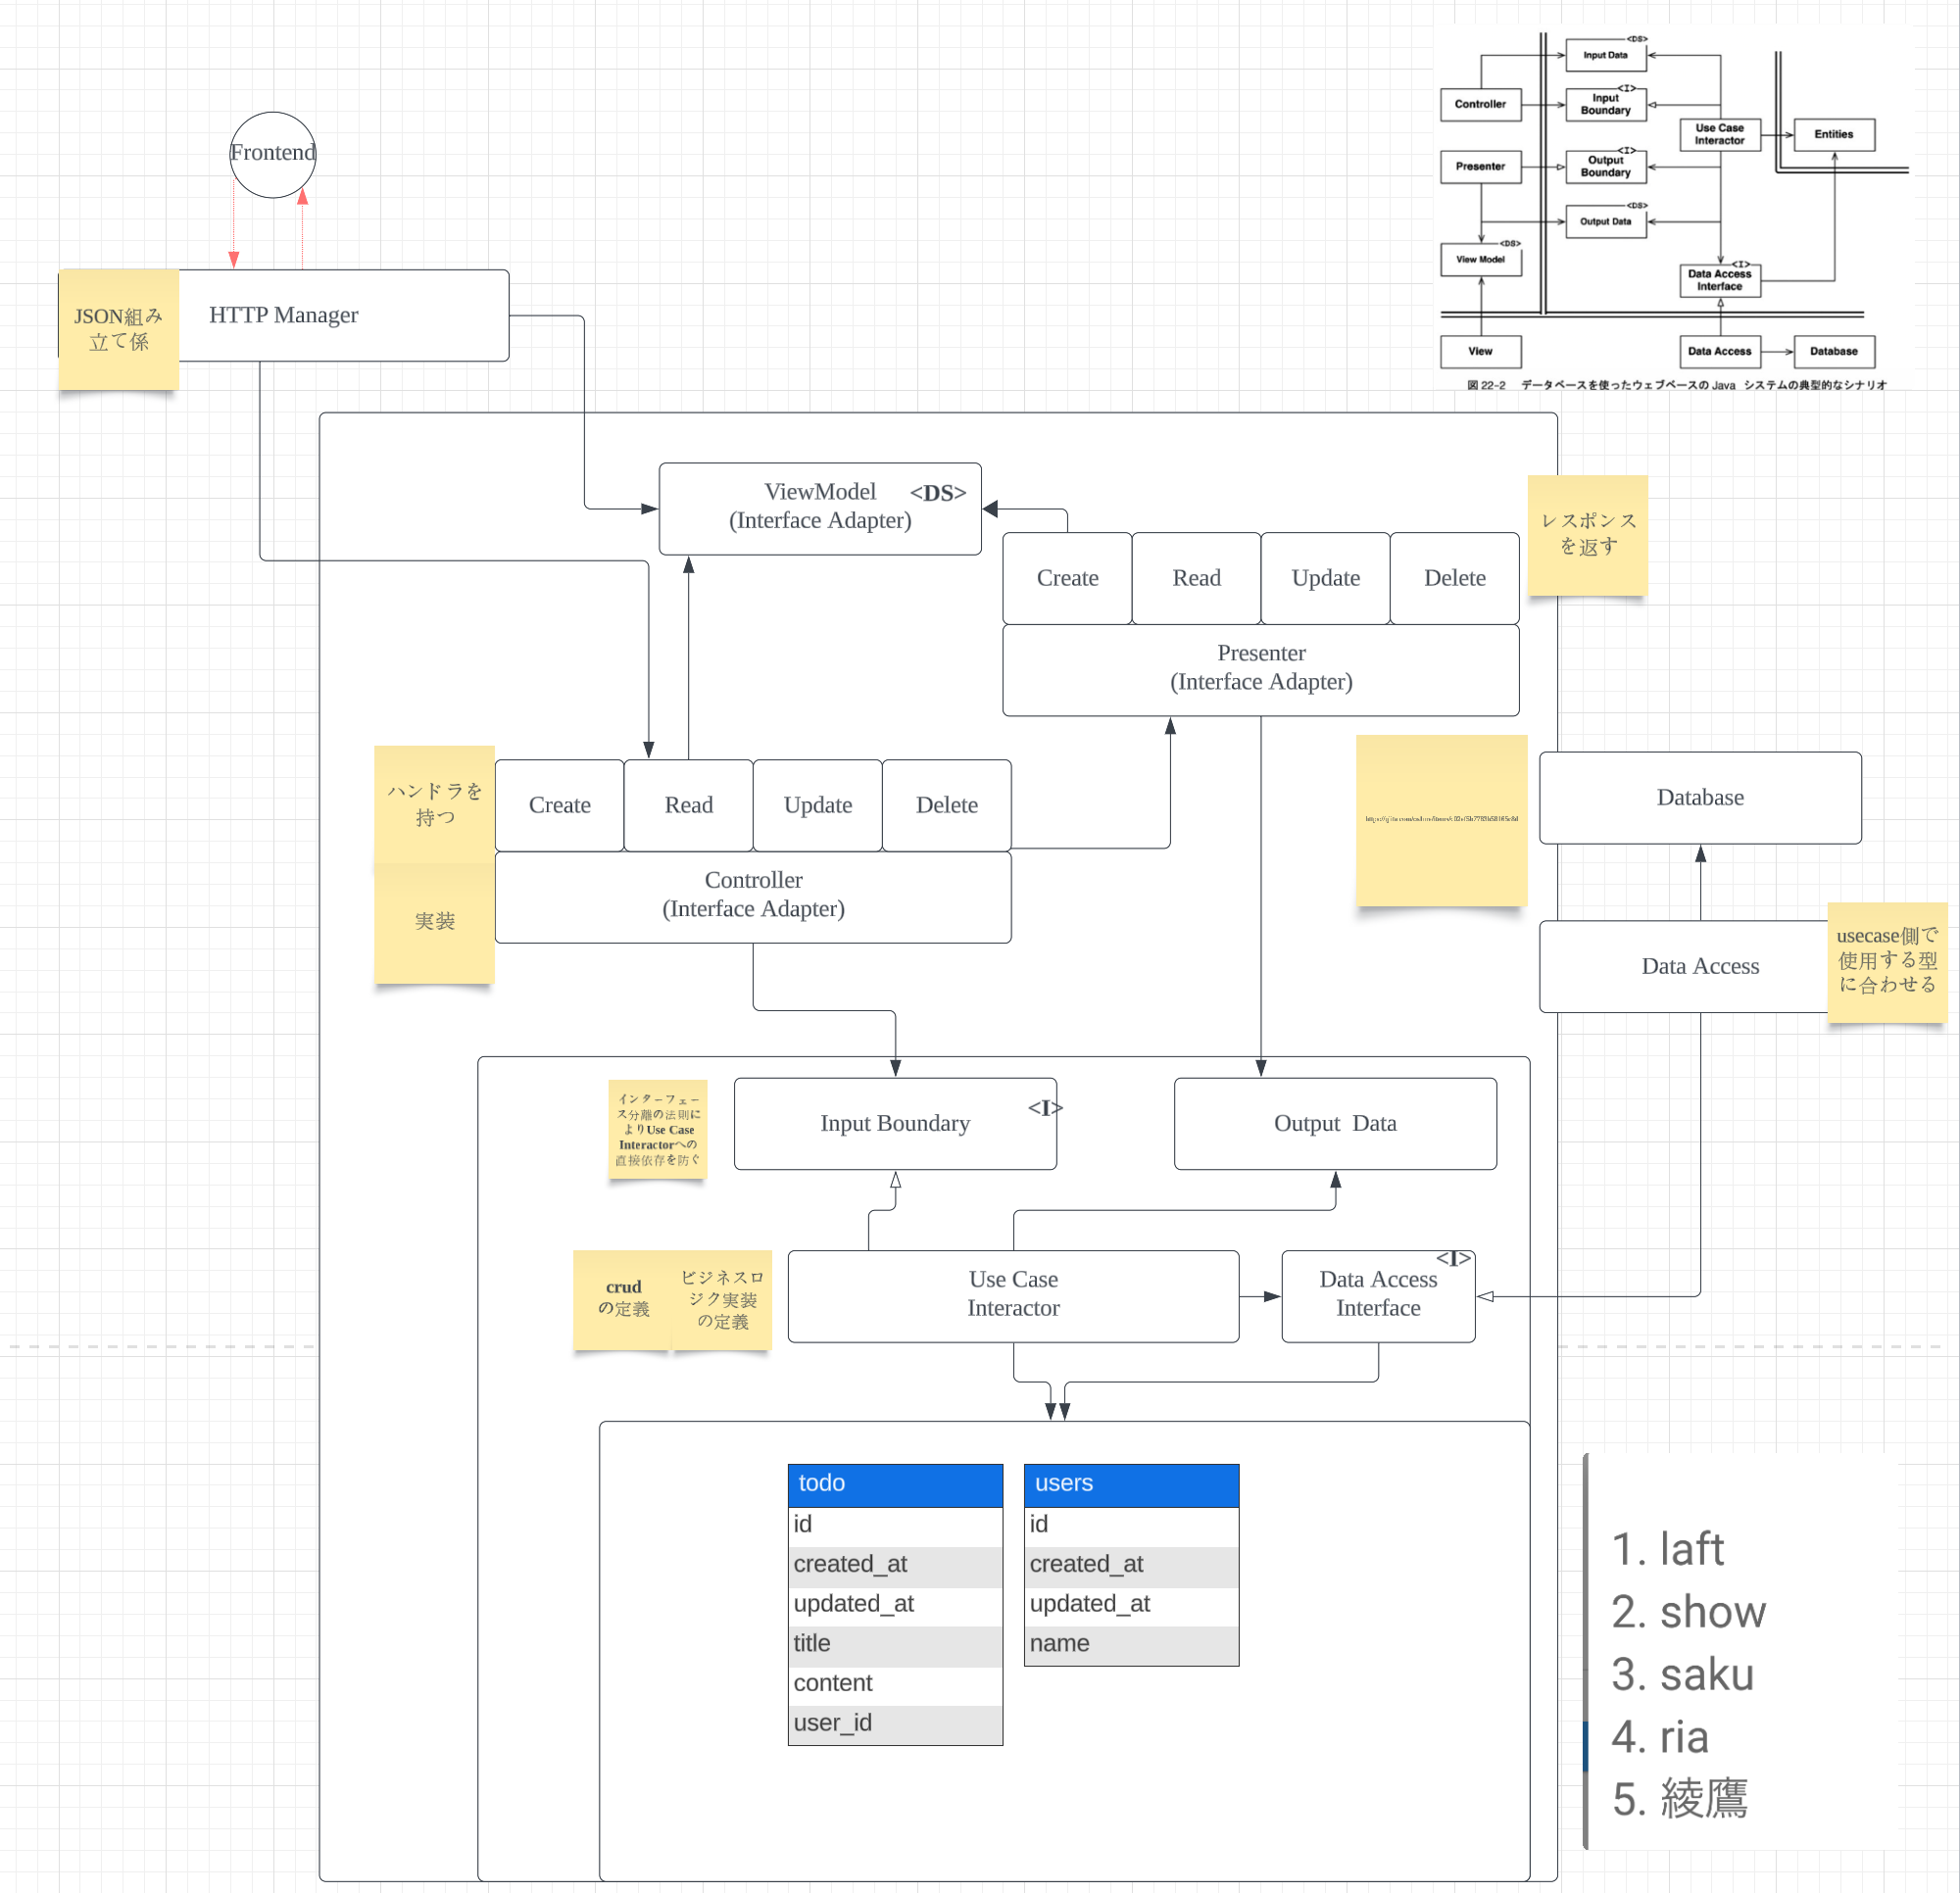 <DS>
Input Data
<I>
Controller
Input
Boundary
Use Case
Interactor
Entities
<I>
Presenter
Output
Boundary
<DS>
Output Data
<DS>
View Model
<I>
Data Access
Interface
View
Data Access
Database
図 22-2 データベースを使ったウェブベースの Java システムの典型的なシナリオ
Frontend
JSON組み
立て係
HTTP Manager
ViewModel
(Interface Adapter)
<DS>
レスポンス
を返す
Create
Read
Update
Delete
Presenter
(Interface Adapter)
ハンドラを
持つ
Create
Read
Update
Delete
Database
実装
Controller
(Interface Adapter)
Data Access
usecase側で
使用する型
に合わせる
インターフェー
ス分離の法則に
よりUse Case
Interactorへの
直接依存を防ぐ
Input Boundary
<I>
Output Data
crud
の定義
ビジネスロ
ジク実装
の定義
Use Case
Interactor
<I>
Data Access
Interface
todo
id
created_at
updated_at
title
content
user_id
users
id
created_at
updated_at
name
1. laft
2. show
3. saku
4. ria
5. 綾鷹